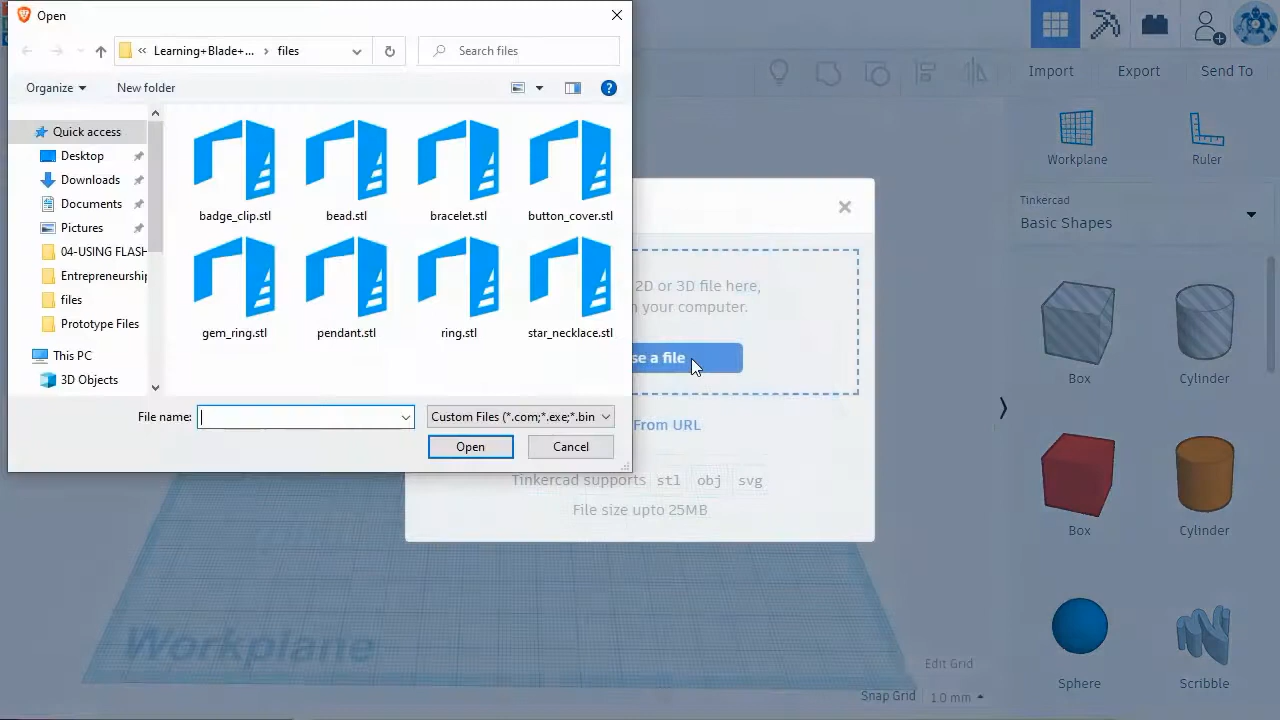 Open
« Learning+Blade+... › files
Search files
Organize
New folder
Quick access
Desktop
Downloads
Documents
Pictures
04-USING FLASH
Entrepreneurship
files
Prototype Files
This PC
3D Objects
badge_clip.stl
bead.stl
bracelet.stl
button_cover.stl
gem_ring.stl
pendant.stl
ring.stl
star_necklace.stl
File name:
Custom Files (*.com;*.exe;*.bin
Open
Cancel
2D or 3D file here,
your computer.
se a file
From URL
Tinkercad supports stl obj svg
File size upto 25MB
Import
Export
Send To
Workplane
Ruler
Tinkercad
Basic Shapes
Box
Cylinder
Box
Cylinder
Sphere
Scribble
Workplane
Edit Grid
Snap Grid 1.0 mm